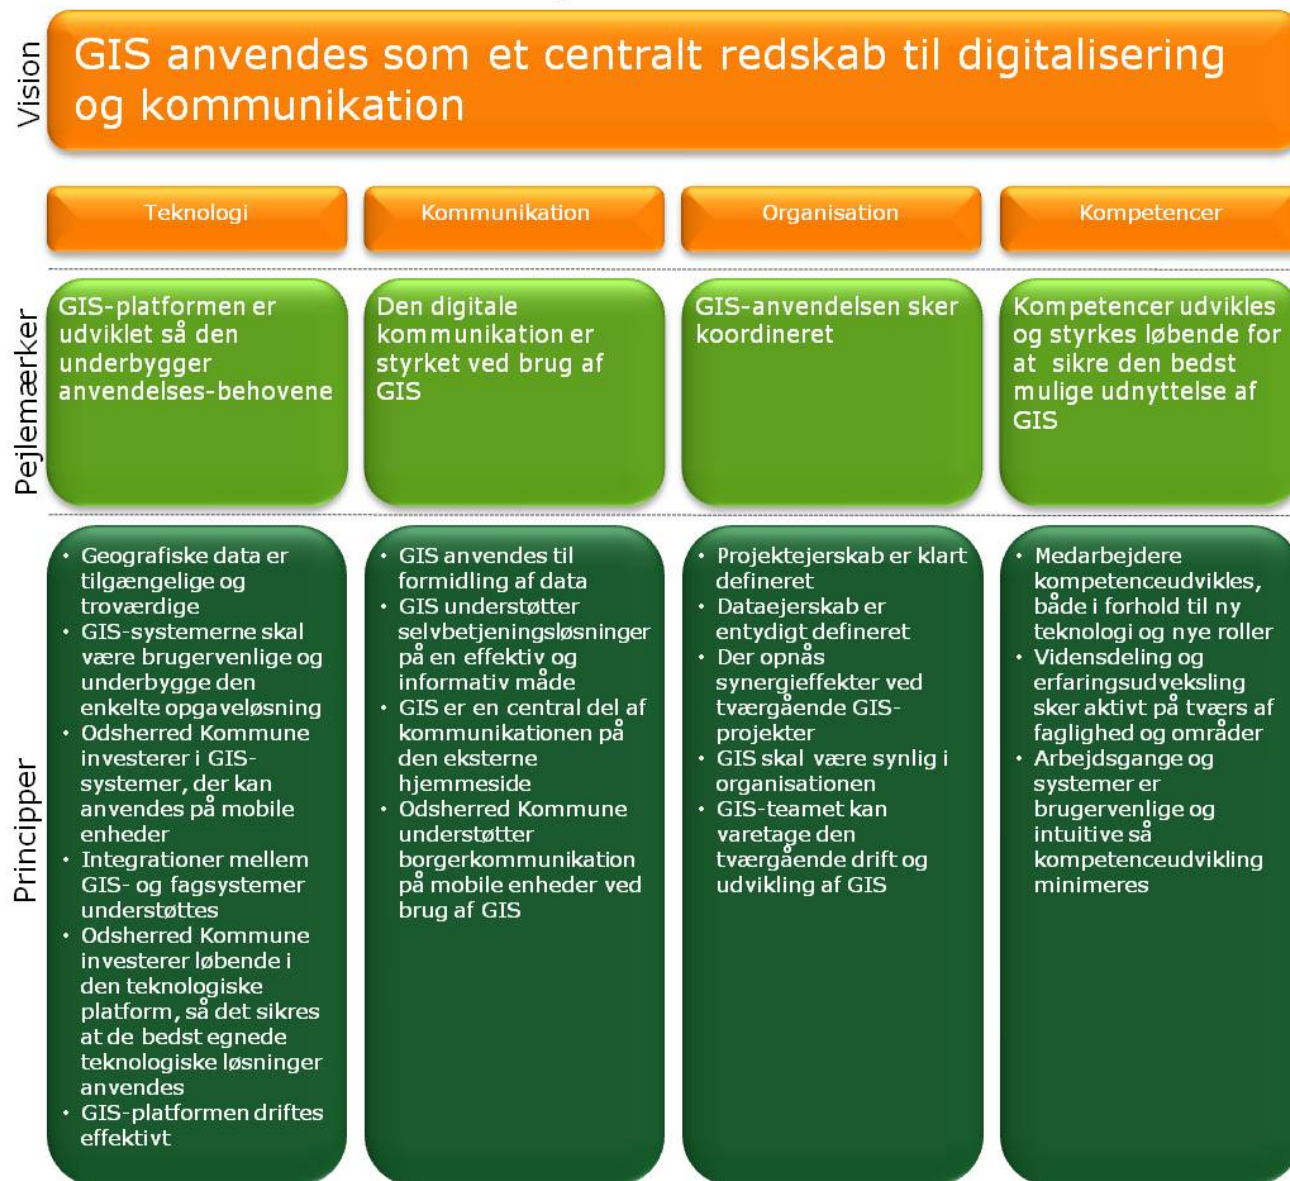 Vision
GIS anvendes som et centralt redskab til digitalisering
og kommunikation
Teknologi
Kommunikation
Organisation
Kompetencer
Pejlemærker
GIS-platformen er
udviklet så den
underbygger
anvendelses-behovene
Den digitale
kommunikation er
styrket ved brug af
GIS
GIS-anvendelsen sker
koordineret
Kompetencer udvikles
og styrkes løbende for
at sikre den bedst
mulige udnyttelse af
GIS
Principper
• Geografiske data er
tilgængelige og
troværdige
• GIS-systemerne skal
være brugervenlige og
underbygge den
enkelte opgaveløsning
• Odsherred Kommune
investerer i GIS-
systemer, der kan
anvendes på mobile
enheder
• Integrationer mellem
GIS- og fagsystemer
understøttes
• Odsherred Kommune
investerer løbende i
den teknologiske
platform, så det sikres
at de bedst egnede
teknologiske løsninger
anvendes
• GIS-platformen driftes
effektivt
• GIS anvendes til
formidling af data
• GIS understøtter
selvbetjeningsløsninger
på en effektiv og
informativ måde
• GIS er en central del af
kommunikationen på
den eksterne
hjemmeside
• Odsherred Kommune
understøtter
borgerkommunikation
på mobile enheder ved
brug af GIS
• Projektejerskab er klart
defineret
• Dataejerskab er
entydigt defineret
• Der opnås
synergieffekter ved
tværgående GIS-
projekter
• GIS skal være synlig i
organisationen
• GIS-teamet kan
varetage den
tværgående drift og
udvikling af GIS
• Medarbejdere
kompetenceudvikles,
både i forhold til ny
teknologi og nye roller
• Vidensdeling og
erfaringsudveksling
sker aktivt på tværs af
faglighed og områder
• Arbejdsgange og
systemer er
brugervenlige og
intuitive så
kompetenceudvikling
minimeres